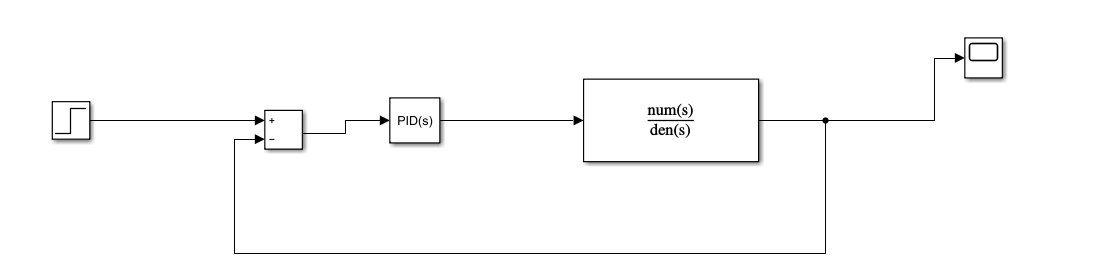 +
−
PID(s)
num(s)
den(s)